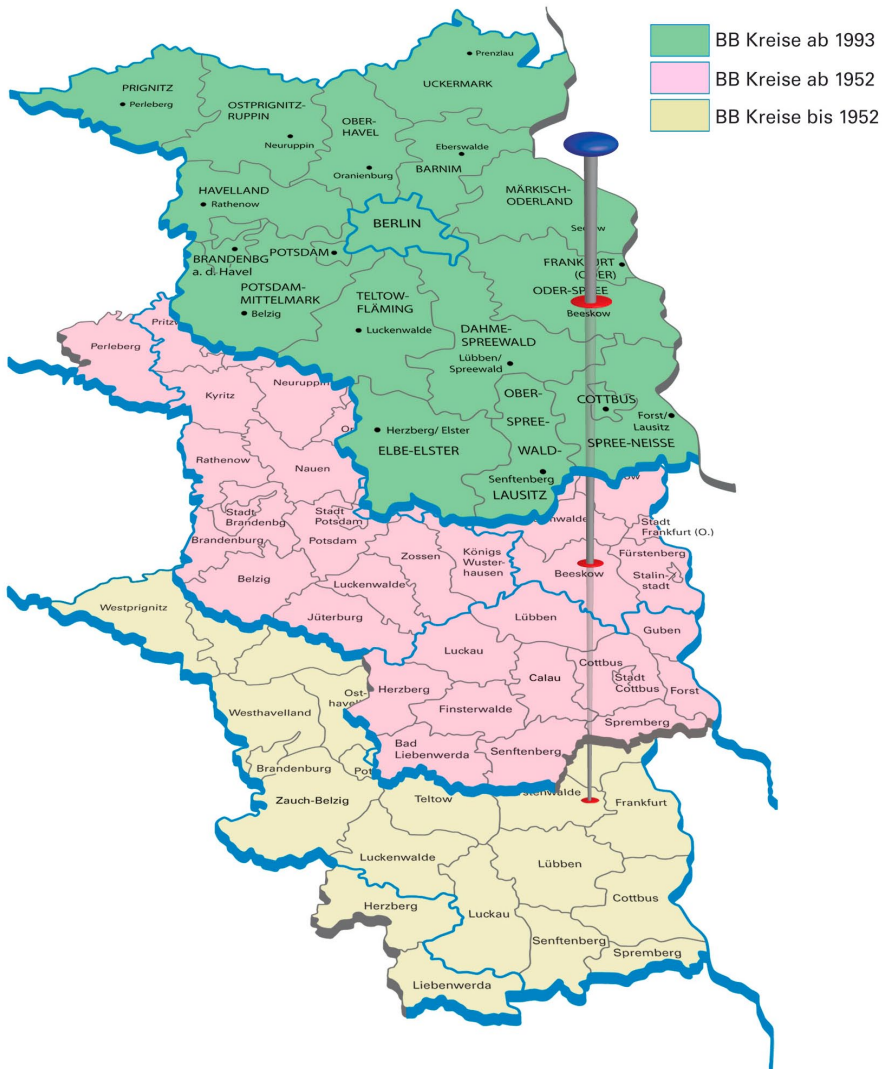 BB Kreise ab 1993
BB Kreise ab 1952
BB Kreise bis 1952
Prenzlau
PRIGNITZ
Perleberg
UCKERMARK
OSTPRIGNITZ-
RUPPIN
Neuruppin
OBER-
HAVEL
Oranienburg
Eberswalde
BARNIM
HAVELLAND
Rathenow
MÄRKISCH-
ODERLAND
BERLIN
BRANDENBG
a. d. Havel
POTSDAM
FRANKFURT
(ODER)
ODER-SPREE
Beeskow
POTSDAM-
MITTELMARK
Belzig
TELTOW-
FLÄMING
Luckenwalde
DAHME-
SPREEWALD
Lübben/
Spreewald
OBER-
SPREE-
WALD-
LAUSITZ
Senftenberg
COTTBUS
Forst/
Lausitz
SPREE-NEISSE
Herzberg/ Elster
ELBE-ELSTER
Perleberg
Kyritz
Neuruppin
Rathenow
Nauen
Stadt
Brandenbg
Brandenburg
Stadt
Potsdam
Potsdam
Belzig
Zossen
Luckenwalde
Königs
Wuster-
hausen
Jüterburg
Stadt
Frankfurt (O.)
Fürstenberg
Beeskow
Stalin-
stadt
Lübben
Guben
Luckau
Calau
Cottbus
Stadt
Cottbus
Forst
Herzberg
Finsterwalde
Spremberg
Bad
Liebenwerda
Senftenberg
Westprignitz
Westhavelland
Ost-
Brandenburg
Zauch-Belzig
Teltow
Frankfurt
Luckenwalde
Lübben
Cottbus
Herzberg
Luckau
Senftenberg
Spremberg
Liebenwerda